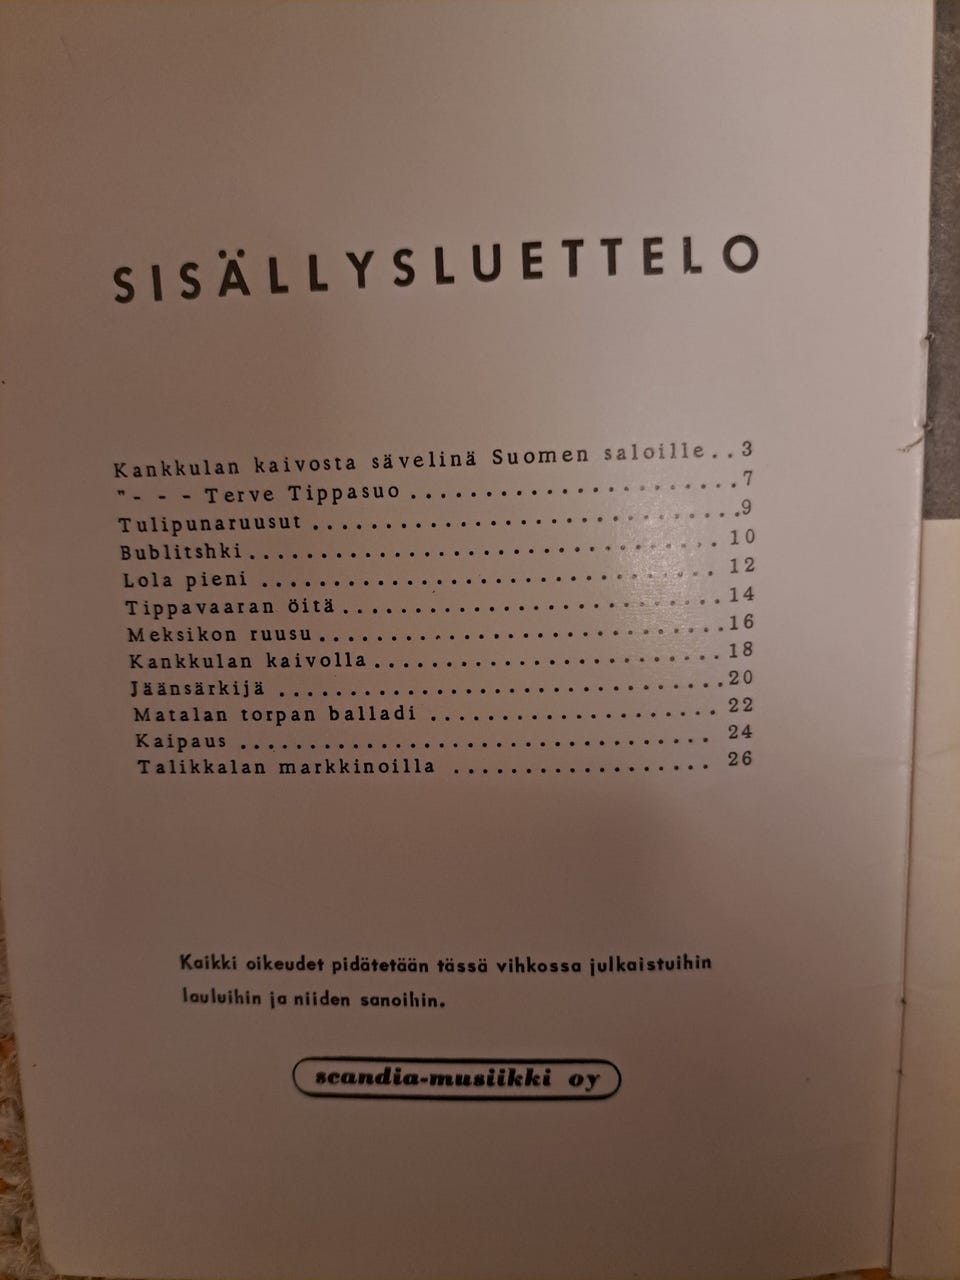 SISÄLLYSLUETTELO
Kankkulan kaivosta sävelinä Suomen saloille..3
"- - - Terve Tippasuo ....................7
Tulipunaruusut ..........................9
Bublitshki............................. 10
Lola pieni ............................ 12
Tippavaaran öitä.......................14
Meksikon ruusu.........................16
Kankkulan kaivolla.....................18
Jäänsärkijä ...........................20
Matalan torpan balladi ................. 22
Kaipaus ............................. 24
Talikkalan markkinoilla ................ 26
Kaikki oikeudet pidätetään tässä vihkossa julkaistuihin
lauluihin ja niiden sanoihin.
scandia-musiikki oy